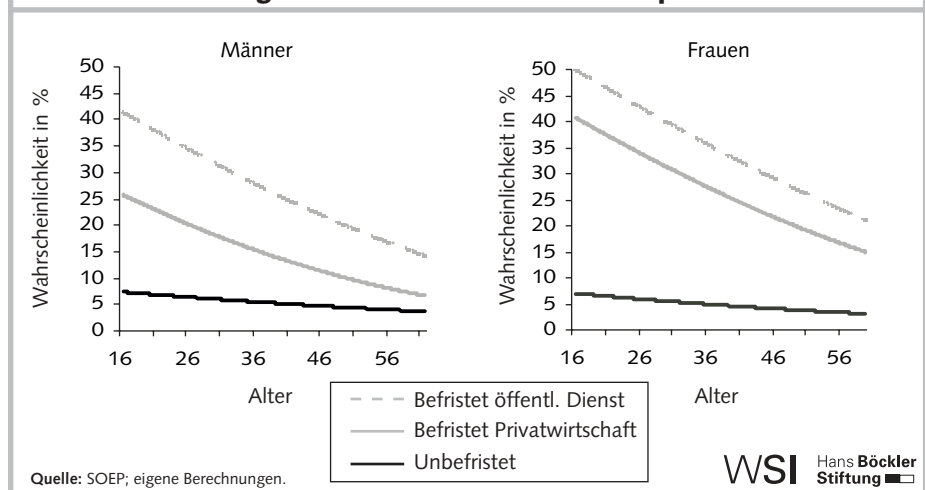 Männer
Wahrscheinlichkeit in %
50
45
40
35
30
25
20
15
10
5
0
16
26
36
46
56
Alter
Frauen
Wahrscheinlichkeit in %
50
45
40
35
30
25
20
15
10
5
0
16
26
36
46
56
Alter
Befristet öffentl. Dienst
Befristet Privatwirtschaft
Unbefristet
Quelle: SOEP; eigene Berechnungen.
WSI
Hans Böckler
Stiftung